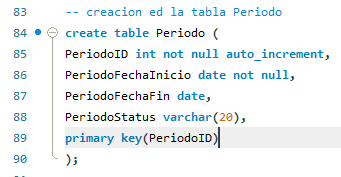 83 -- creacion ed la tabla Periodo
84 create table Periodo (
85 PeriodoID int not null auto_increment,
86 PeriodoFechaInicio date not null,
87 PeriodoFechaFin date,
88 PeriodoStatus varchar(20),
89 primary key(PeriodoID)
90 );